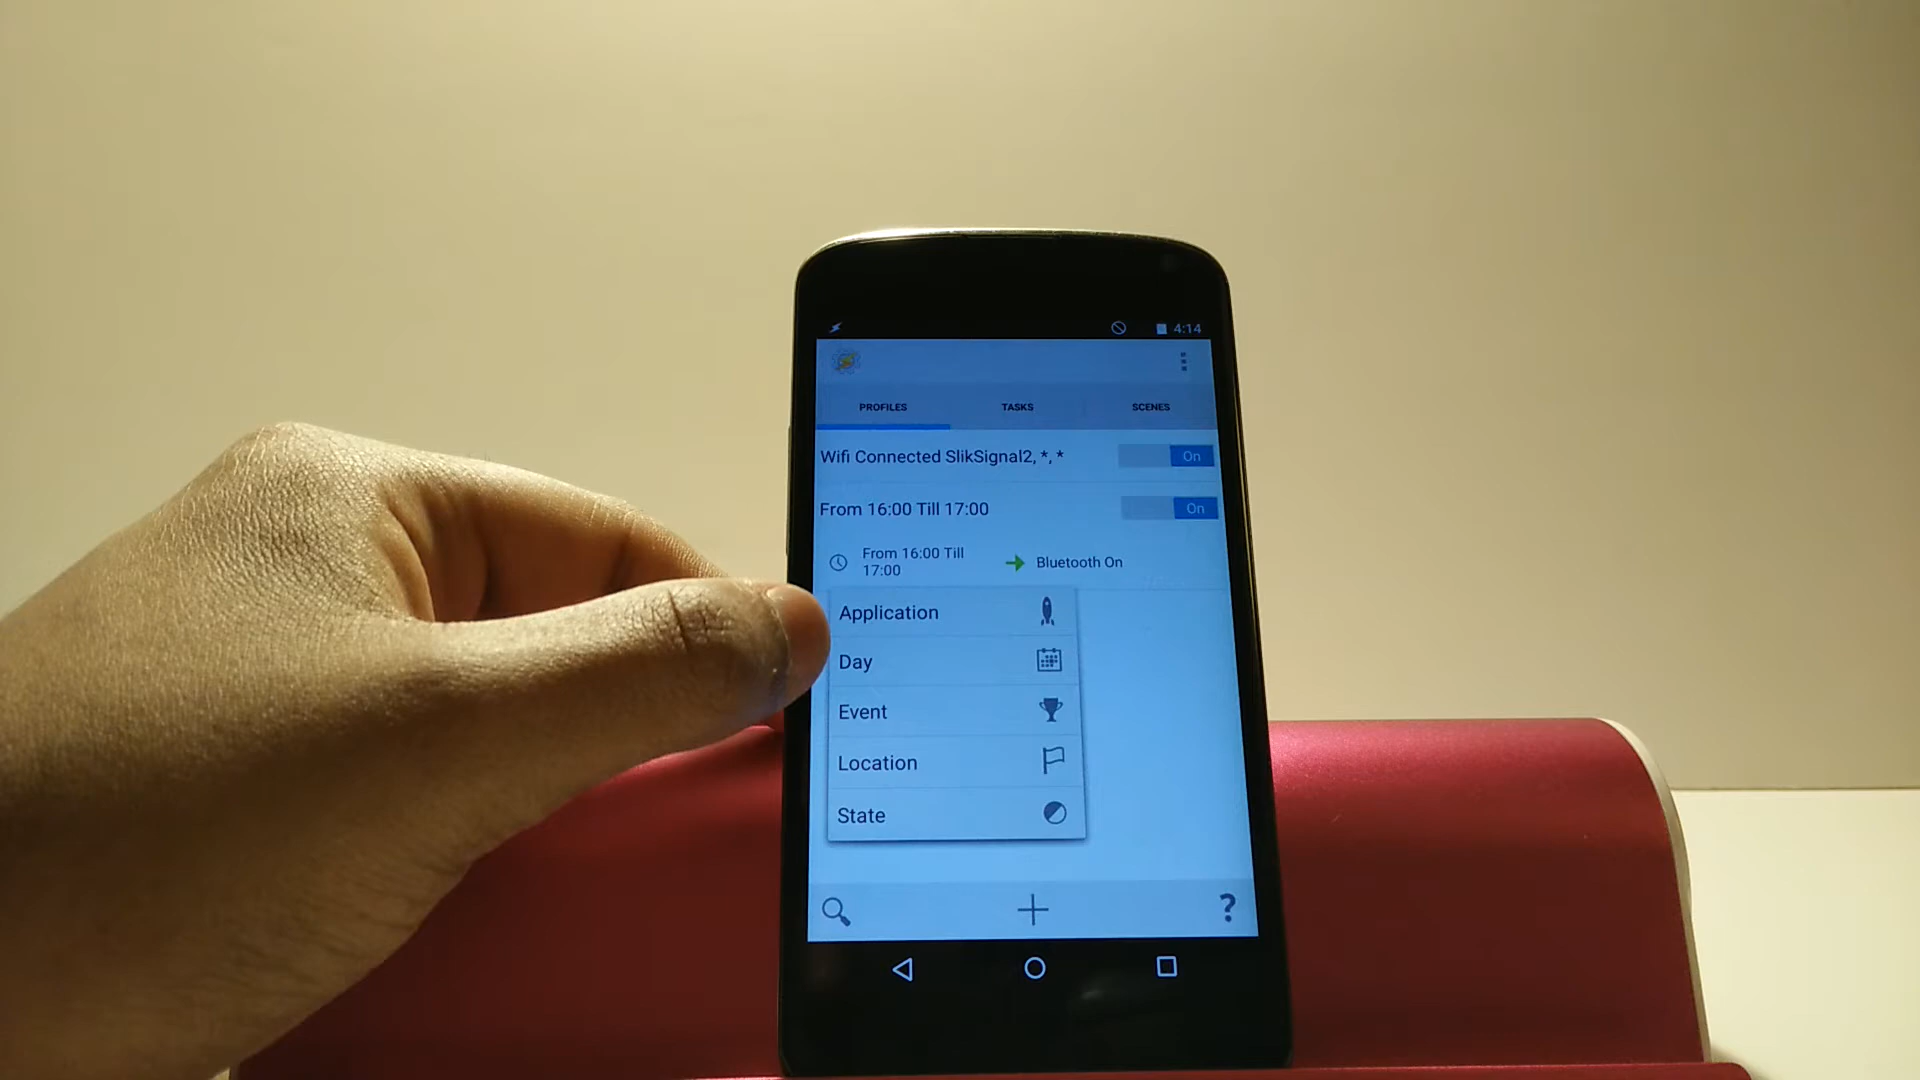 4:14
PROFILES TASKS SCENES
Wifi Connected SlikSignal2, *, * On
From 16:00 Till 17:00 On
From 16:00 Till
17:00
Bluetooth On
Application
Day
Event
Location
State
?